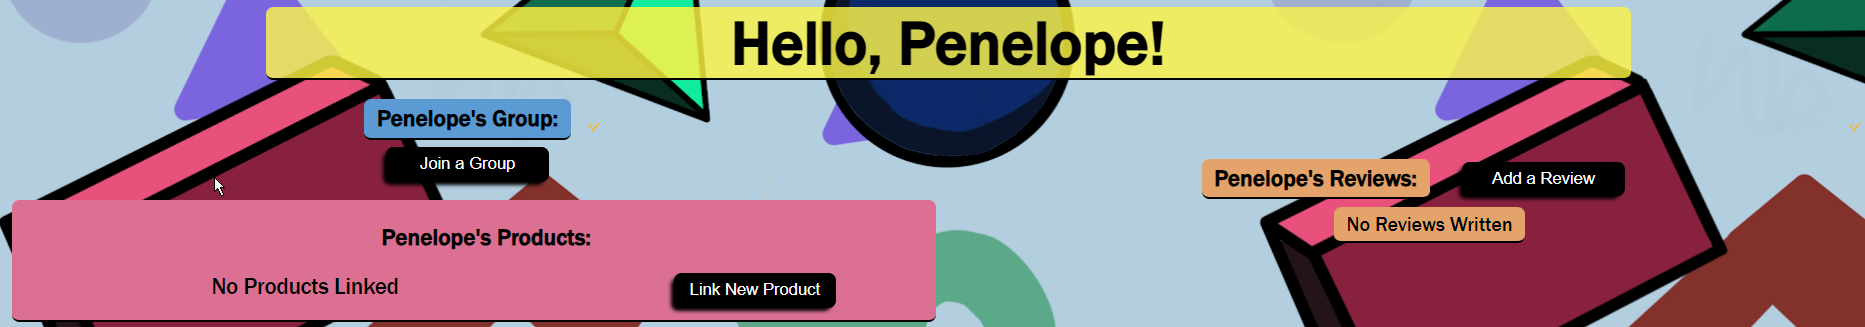 Hello, Penelope!
Penelope's Group:
Join a Group
Penelope's Products:
No Products Linked
Link New Product
Penelope's Reviews:
Add a Review
No Reviews Written